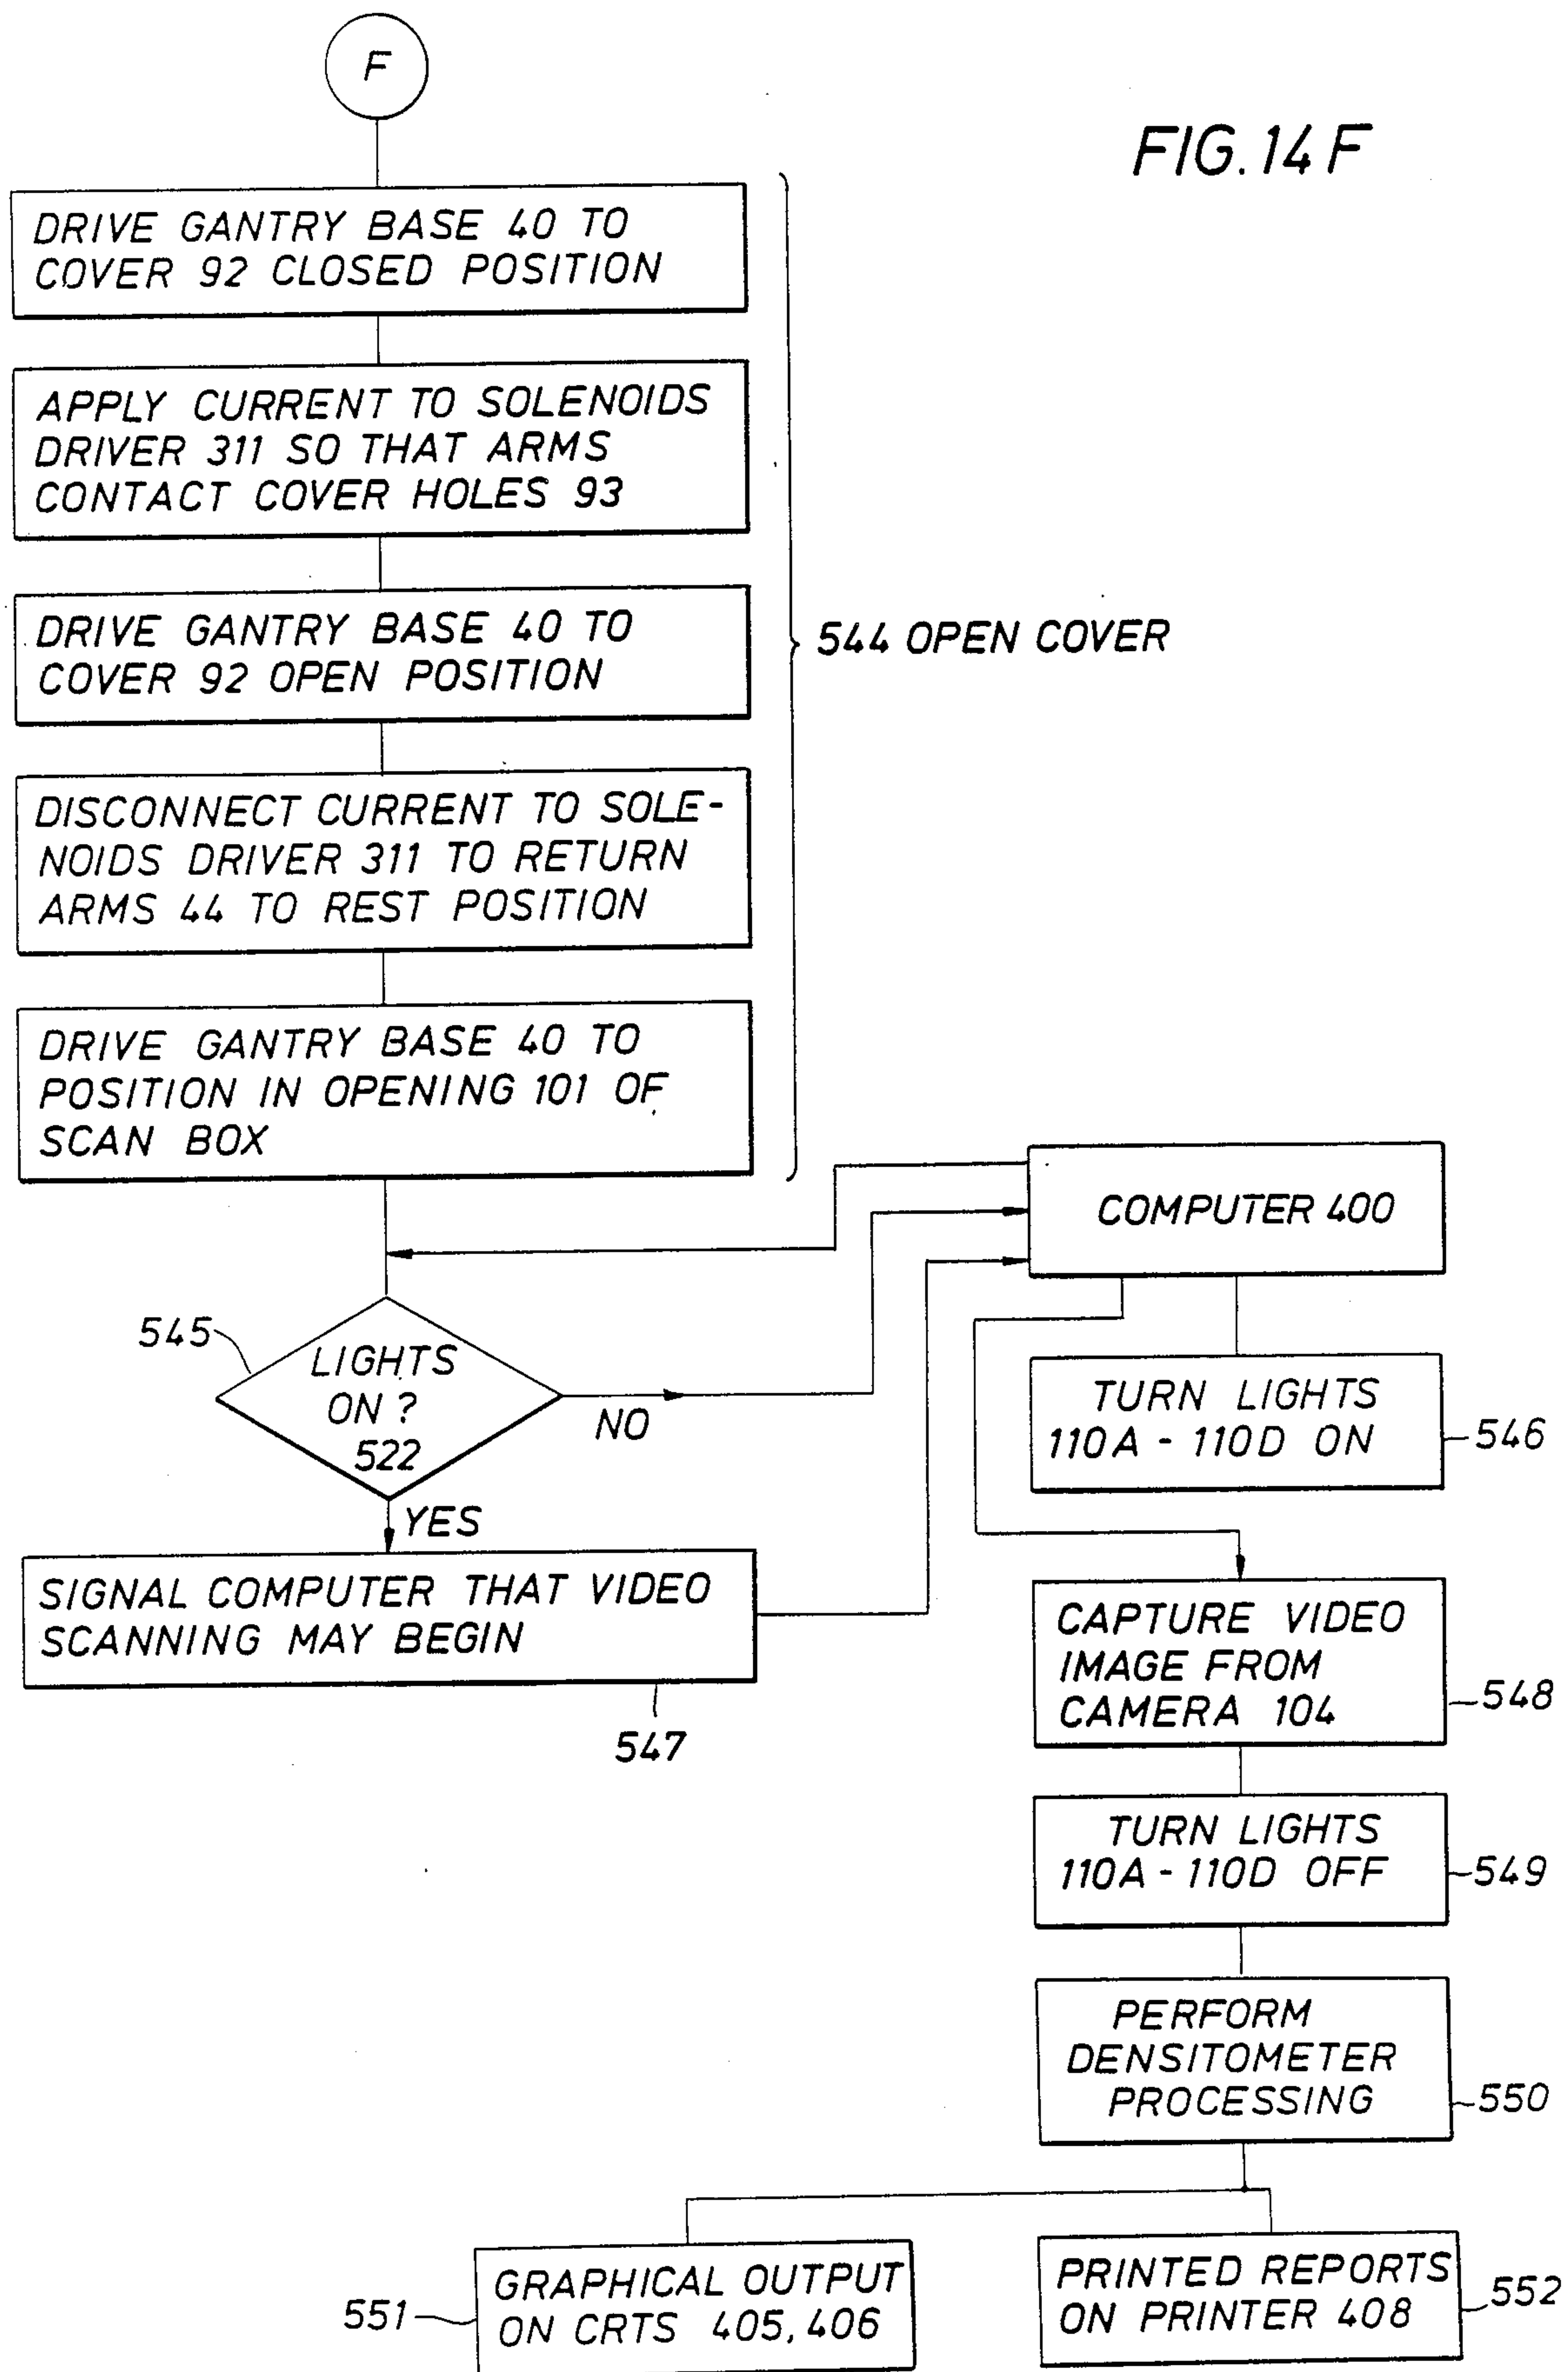 F
FIG. 14 F
DRIVE GANTRY BASE 40 TO
COVER 92 CLOSED POSITION
APPLY CURRENT TO SOLENOIDS
DRIVER 311 SO THAT ARMS
CONTACT COVER HOLES 93
DRIVE GANTRY BASE 40 TO
COVER 92 OPEN POSITION
544 OPEN COVER
DISCONNECT CURRENT TO SOLE-
NOIDS DRIVER 311 TO RETURN
ARMS 44 TO REST POSITION
DRIVE GANTRY BASE 40 TO
POSITION IN OPENING 101 OF
SCAN BOX
COMPUTER 400
545
LIGHTS
ON ?
522
NO
YES
TURN LIGHTS
110A - 110D ON
546
SIGNAL COMPUTER THAT VIDEO
SCANNING MAY BEGIN
547
CAPTURE VIDEO
IMAGE FROM
CAMERA 104
548
TURN LIGHTS
110A - 110D OFF
549
PERFORM
DENSITOMETER
PROCESSING
550
GRAPHICAL OUTPUT
ON CRTS 405, 406
551
PRINTED REPORTS
ON PRINTER 408
552